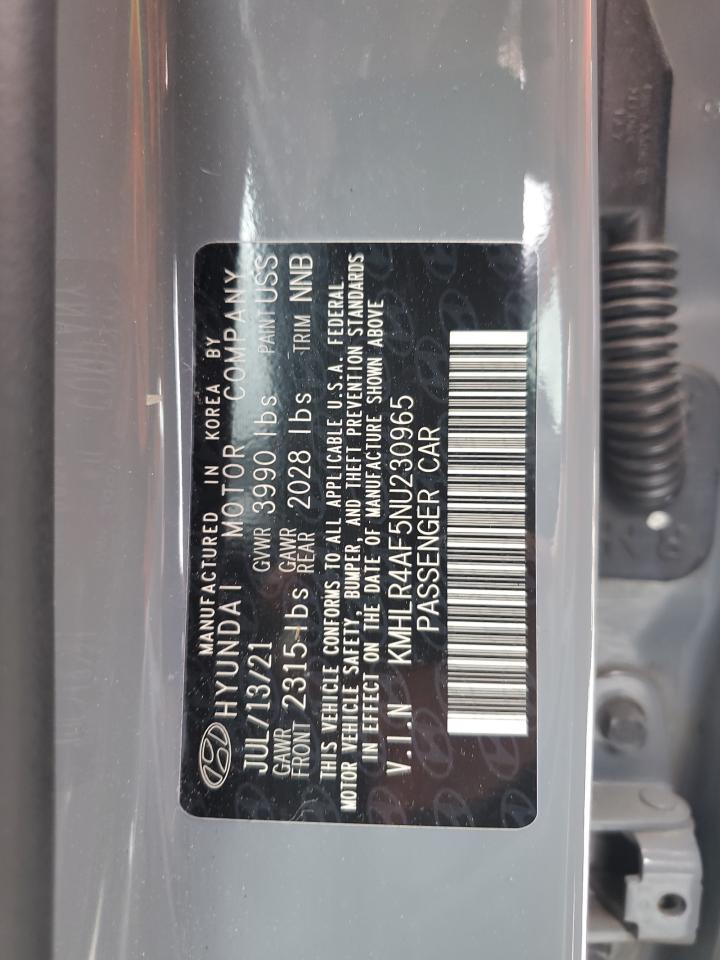 MANUFACTURED IN KOREA BY
HYUNDAI MOTOR COMPANY
JUL/13/21 GVWR 3990 lbs PAINT USS
GAWR FRONT 2315 lbs GAWR REAR 2028 lbs TRIM NNB
THIS VEHICLE CONFORMS TO ALL APPLICABLE U.S.A. FEDERAL
MOTOR VEHICLE SAFETY, BUMPER, AND THEFT PREVENTION STANDARDS
IN EFFECT ON THE DATE OF MANUFACTURE SHOWN ABOVE
V.I.N KMHLR4AF5NU230965
PASSENGER CAR